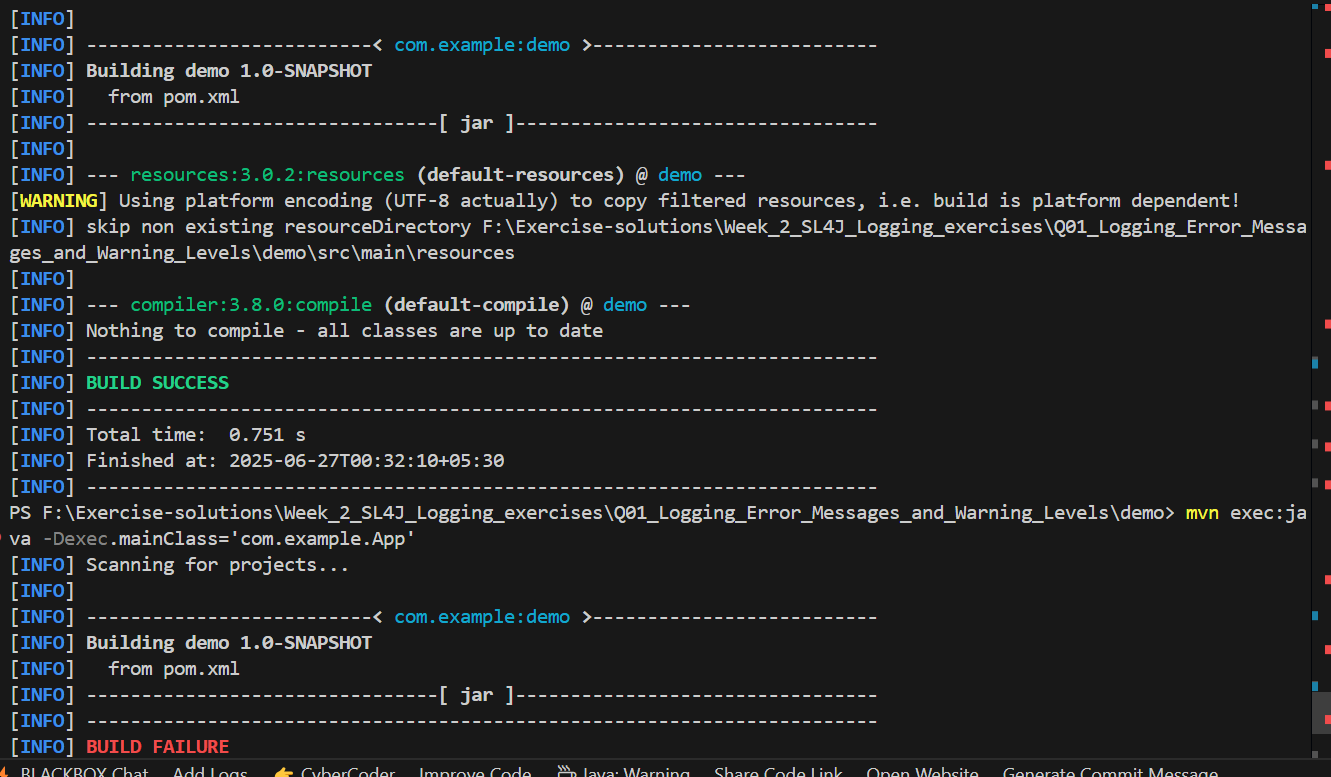 [INFO]
[INFO] --------------------------< com.example:demo >--------------------------
[INFO] Building demo 1.0-SNAPSHOT
[INFO]   from pom.xml
[INFO] --------------------------------[ jar ]---------------------------------
[INFO]
[INFO] --- resources:3.0.2:resources (default-resources) @ demo ---
[WARNING] Using platform encoding (UTF-8 actually) to copy filtered resources, i.e. build is platform dependent!
[INFO] skip non existing resourceDirectory F:\Exercise-solutions\Week_2_SL4J_Logging_exercises\Q01_Logging_Error_Messa
ges_and_Warning_Levels\demo\src\main\resources
[INFO]
[INFO] --- compiler:3.8.0:compile (default-compile) @ demo ---
[INFO] Nothing to compile - all classes are up to date
[INFO] ------------------------------------------------------------------------
[INFO] BUILD SUCCESS
[INFO] ------------------------------------------------------------------------
[INFO] Total time:  0.751 s
[INFO] Finished at: 2025-06-27T00:32:10+05:30
[INFO] ------------------------------------------------------------------------
PS F:\Exercise-solutions\Week_2_SL4J_Logging_exercises\Q01_Logging_Error_Messages_and_Warning_Levels\demo> mvn exec:ja
va -Dexec.mainClass='com.example.App'
[INFO] Scanning for projects...
[INFO]
[INFO] --------------------------< com.example:demo >--------------------------
[INFO] Building demo 1.0-SNAPSHOT
[INFO]   from pom.xml
[INFO] --------------------------------[ jar ]---------------------------------
[INFO] ------------------------------------------------------------------------
[INFO] BUILD FAILURE
BLACKBOX Chat Add Logs CyberCoder Improve Code Java: Warning Share Code Link Open Website Generate Commit Message